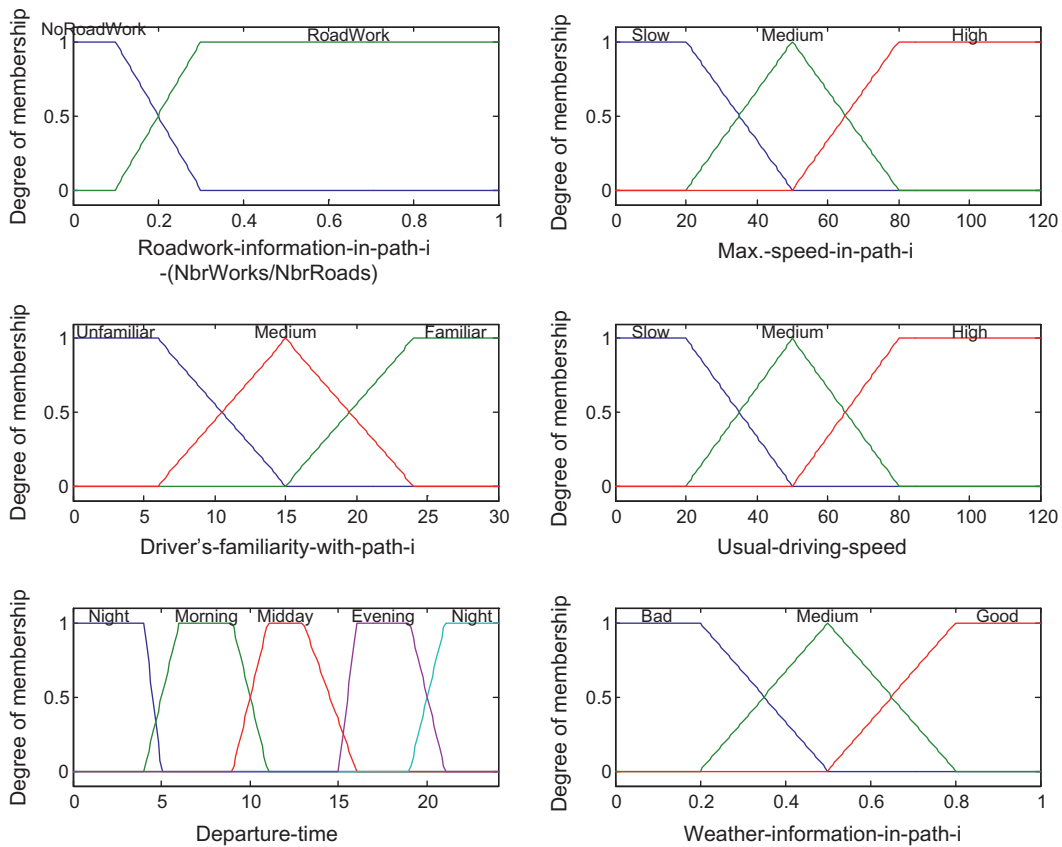 NoRoadWork RoadWork
Degree of membership
1
0.5
0
0 0.2 0.4 0.6 0.8 1
Roadwork-information-in-path-i
-(NbrWorks/NbrRoads)
Slow Medium High
Degree of membership
1
0.5
0
0 20 40 60 80 100 120
Max.-speed-in-path-i
Unfamiliar Medium Familiar
Degree of membership
1
0.5
0
0 5 10 15 20 25 30
Driver's-familiarity-with-path-i
Slow Medium High
Degree of membership
1
0.5
0
0 20 40 60 80 100 120
Usual-driving-speed
Night Morning Midday Evening Night
Degree of membership
1
0.5
0
0 5 10 15 20
Departure-time
Bad Medium Good
Degree of membership
1
0.5
0
0 0.2 0.4 0.6 0.8 1
Weather-information-in-path-i